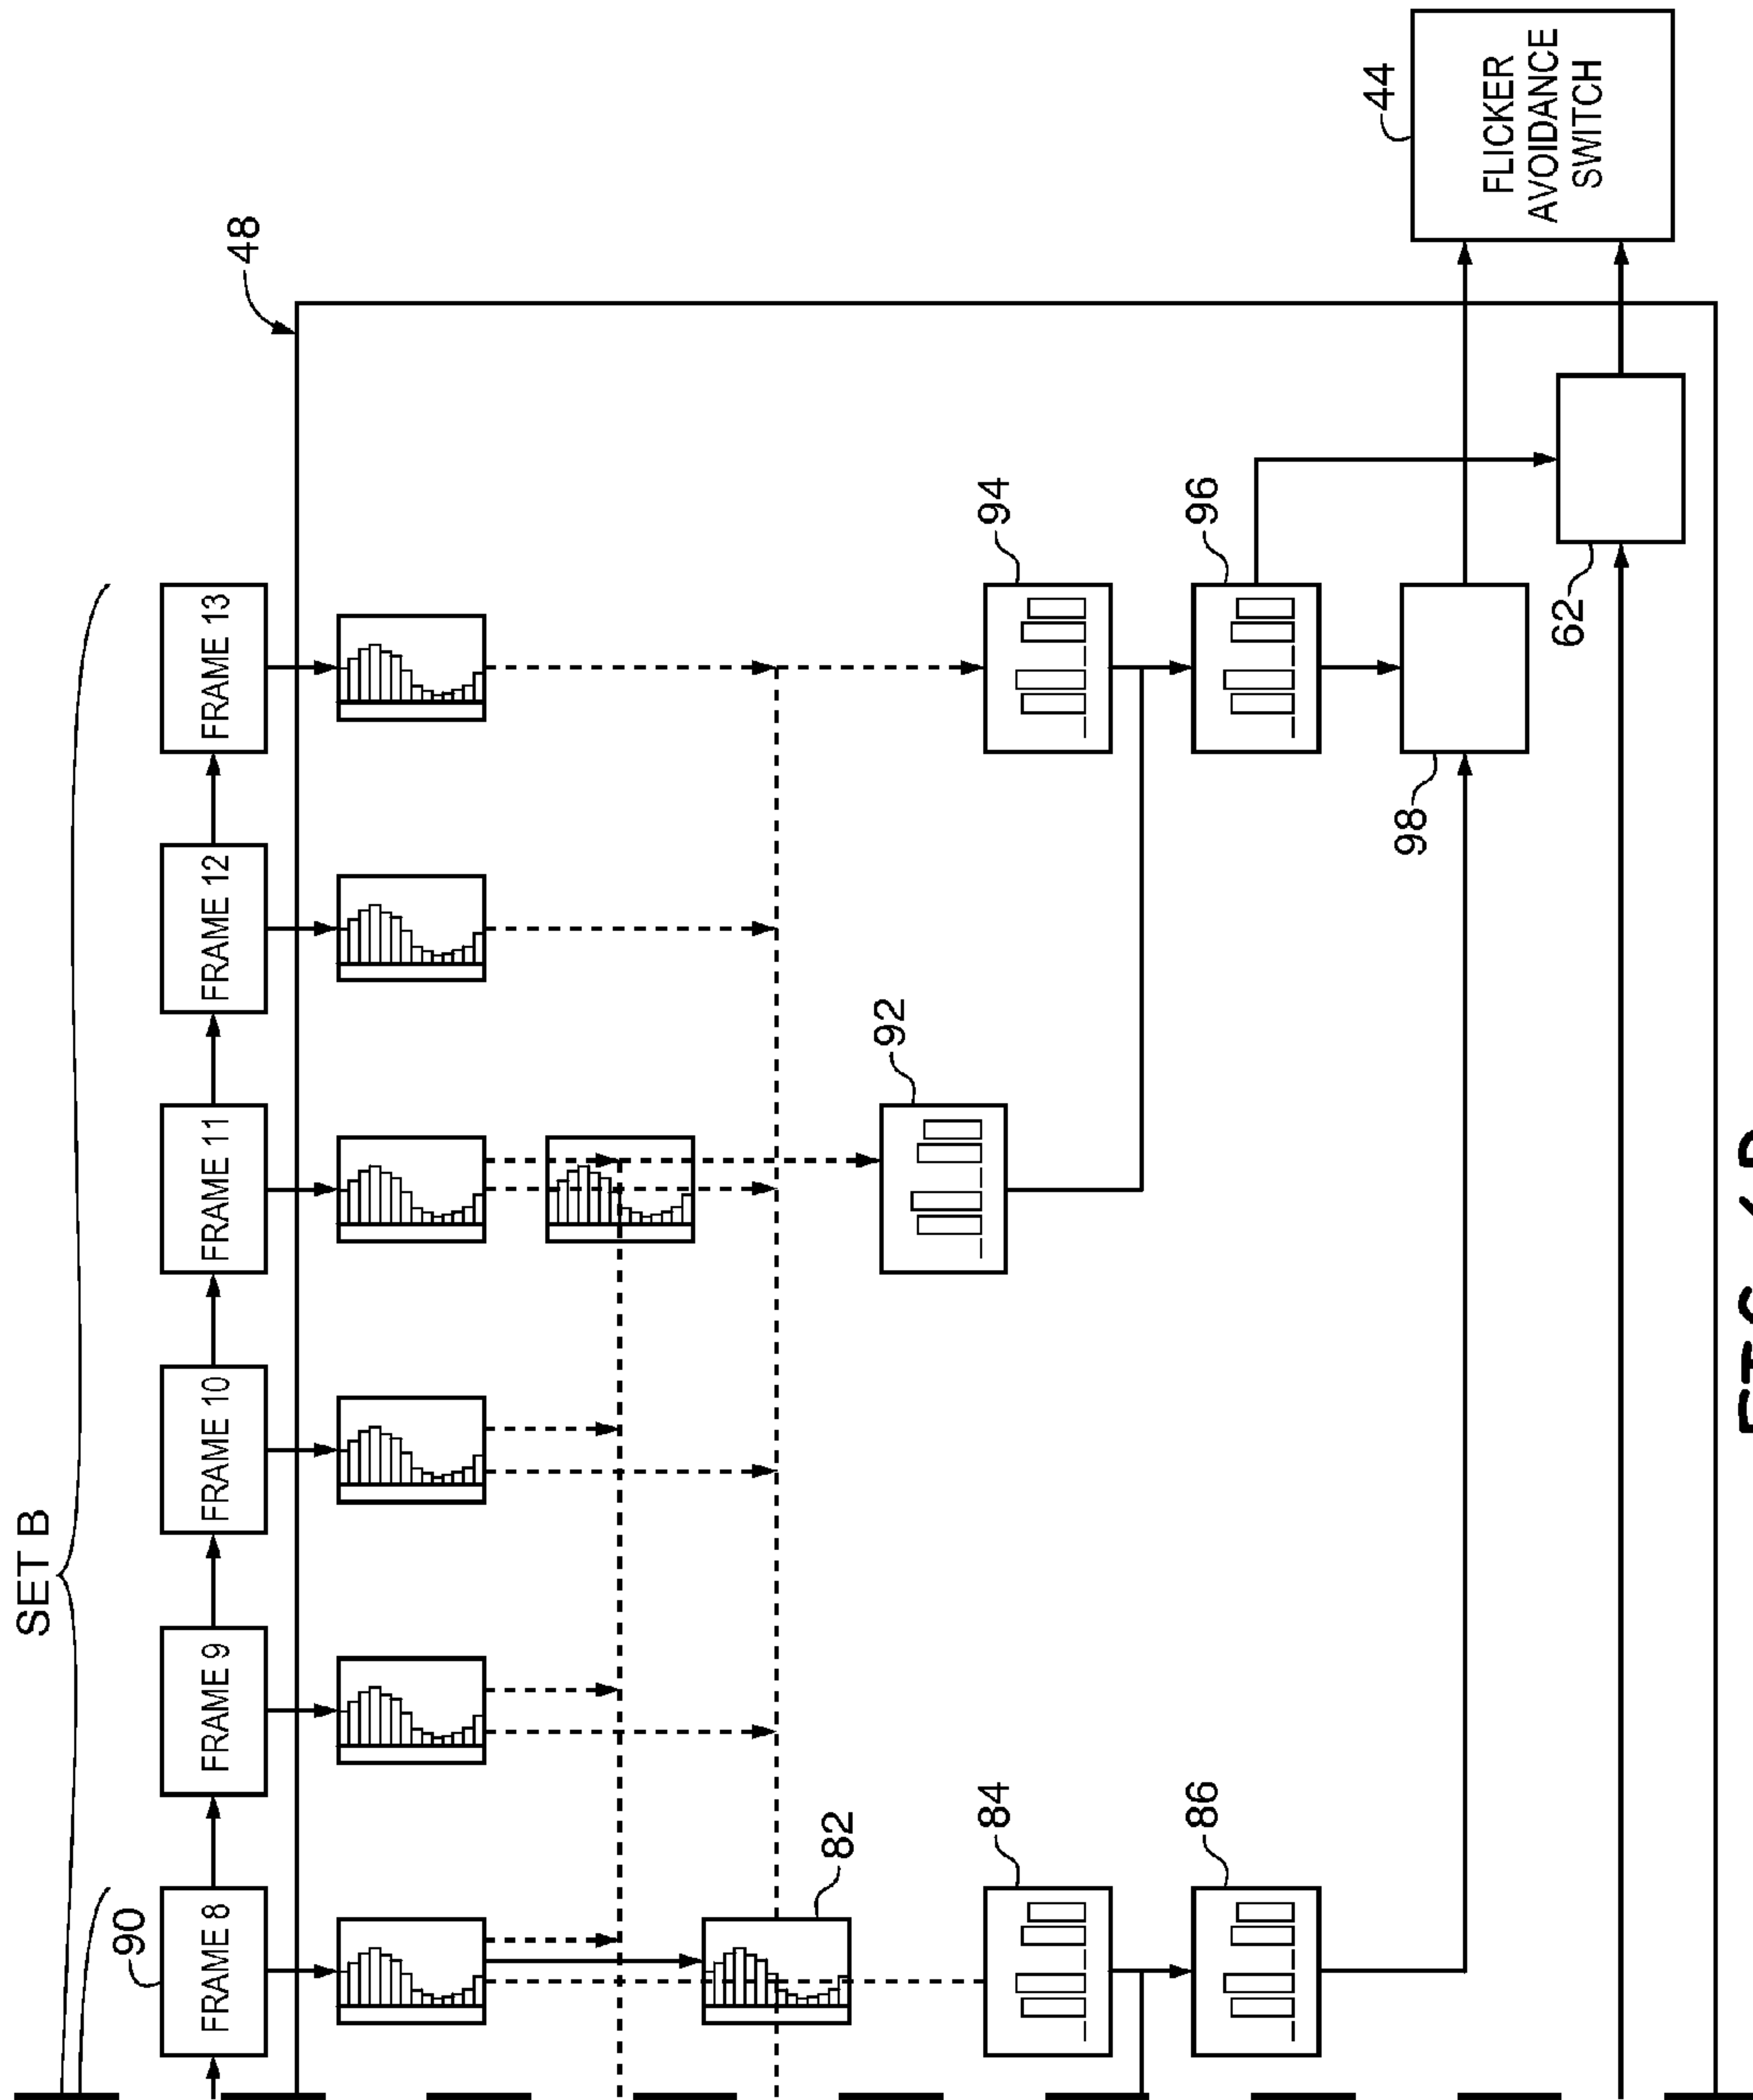 SET B
90
FRAME 8
FRAME 9
FRAME 10
FRAME 11
FRAME 12
FRAME 13
48
82
92
84
94
86
96
98
62
44
FLICKER
AVOIDANCE
SWITCH